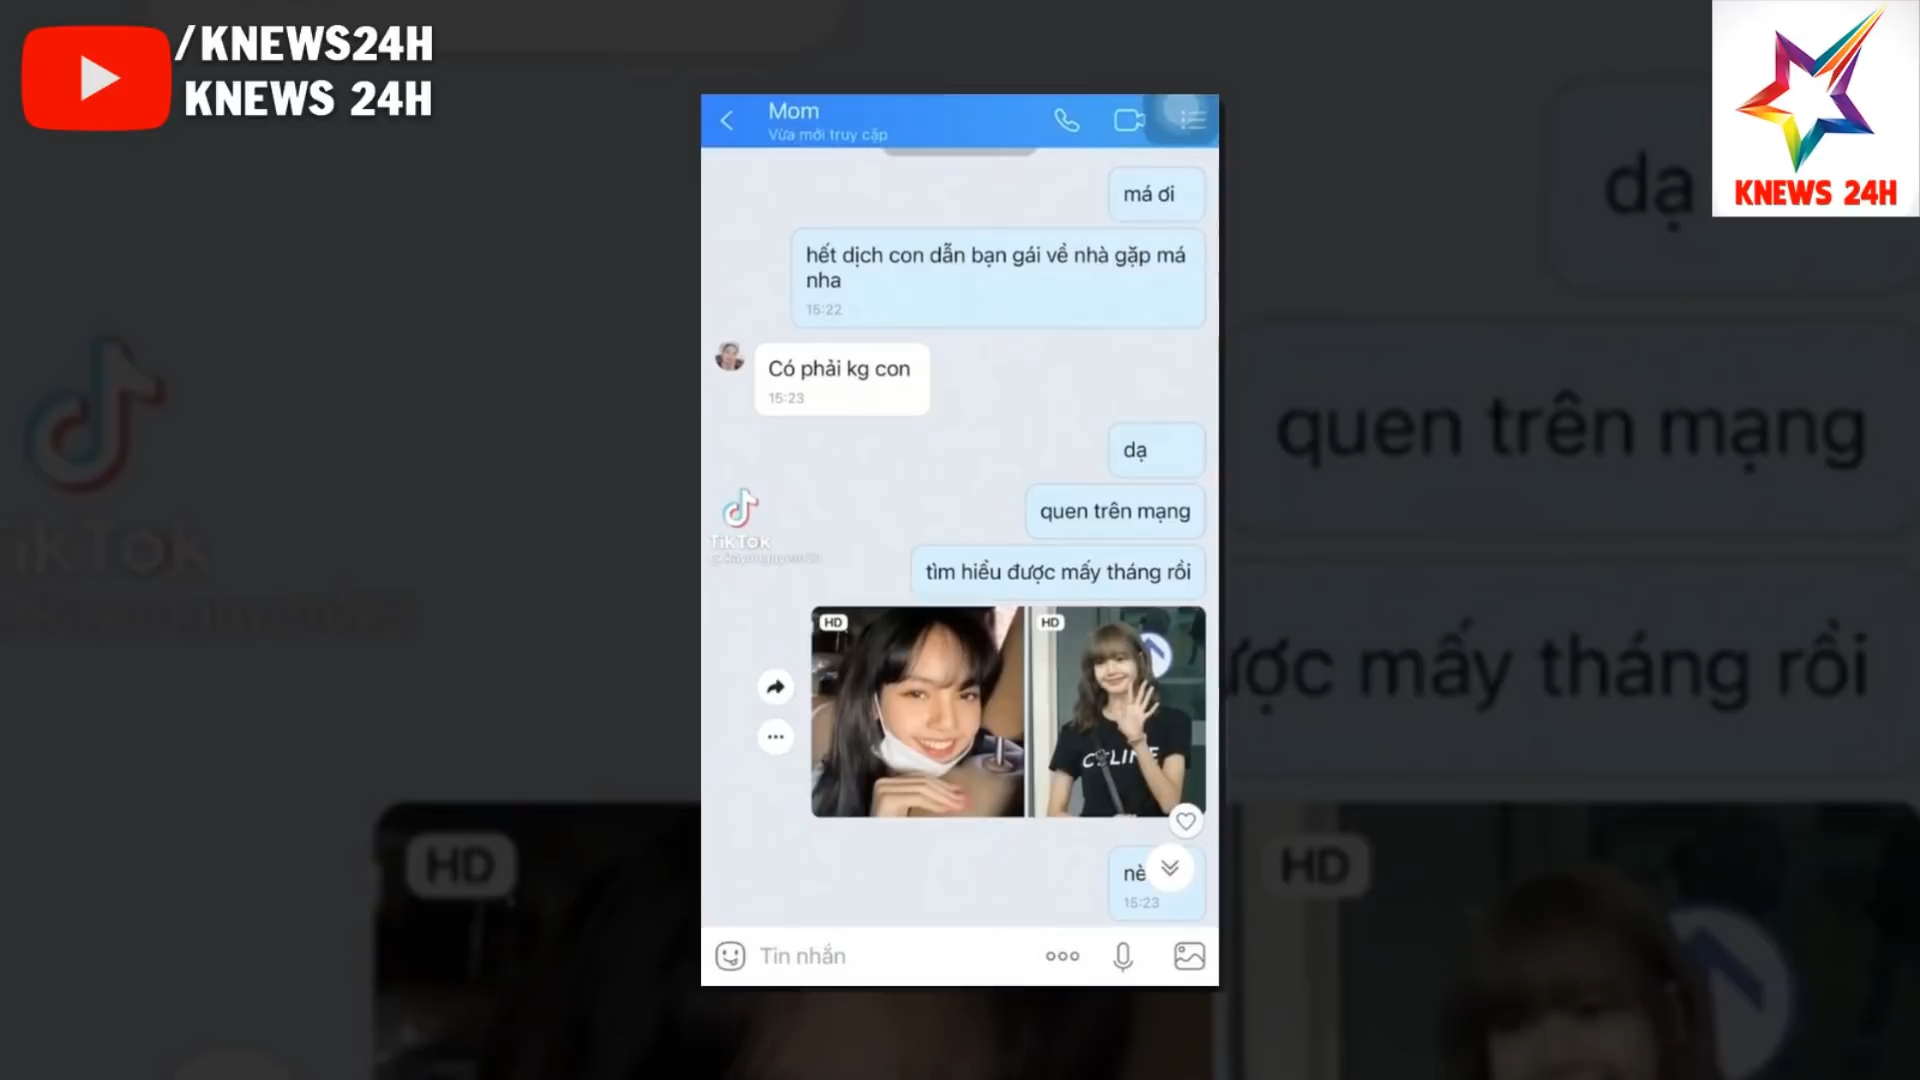 /KNEWS24H
KNEWS 24H
KNEWS 24H
Mom
Vừa mới truy cập
má ơi
hết dịch con dẫn bạn gái về nhà gặp má
nha
15:22
Có phải kg con
15:23
dạ
quen trên mạng
TikTok
tìm hiểu được mấy tháng rồi
HD
HD
CELINE
nè
15:23
Tin nhắn
dạ
quen trên mạng
ược mấy tháng rồi
HD
HD